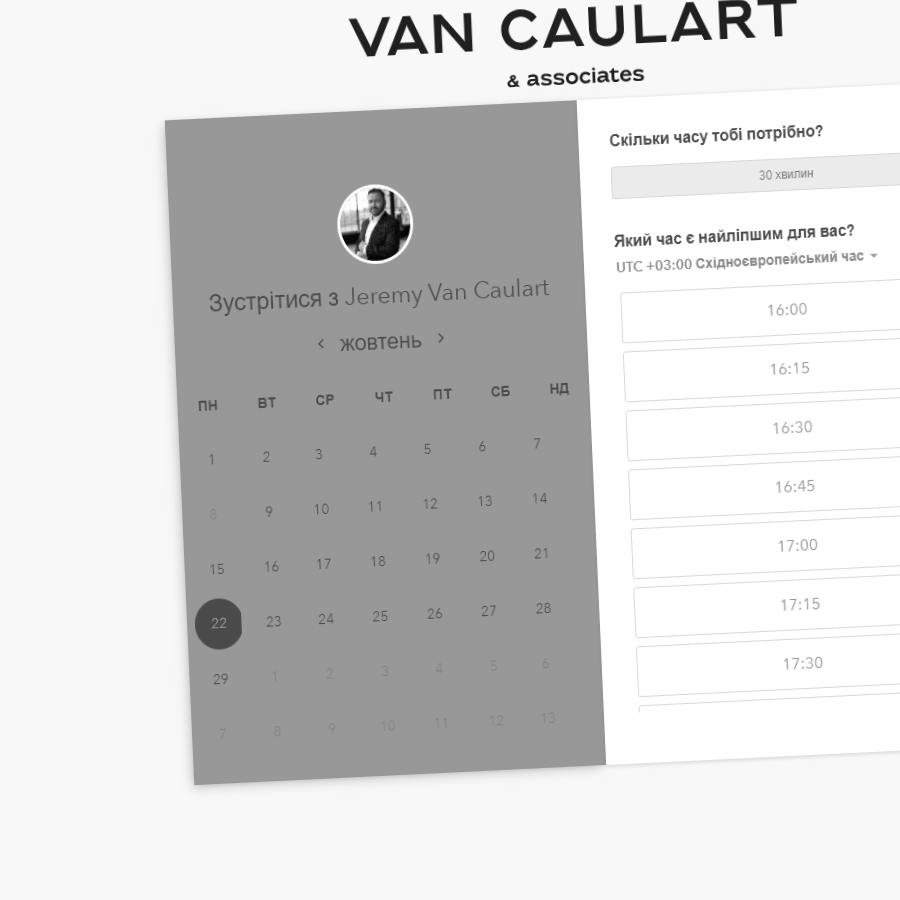 VAN CAULART
& associates
Зустрітися з Jeremy Van Caulart
‹ жовтень ›
ПН ВТ СР ЧТ ПТ СБ НД
1 2 3 4 5 6 7
8 9 10 11 12 13 14
15 16 17 18 19 20 21
22 23 24 25 26 27 28
29 1 2 3 4 5 6
7 8 9 10 11 12 13
Скільки часу тобі потрібно?
30 хвилин
Який час є найліпшим для вас?
UTC +03:00 Східноєвропейський час
16:00
16:15
16:30
16:45
17:00
17:15
17:30